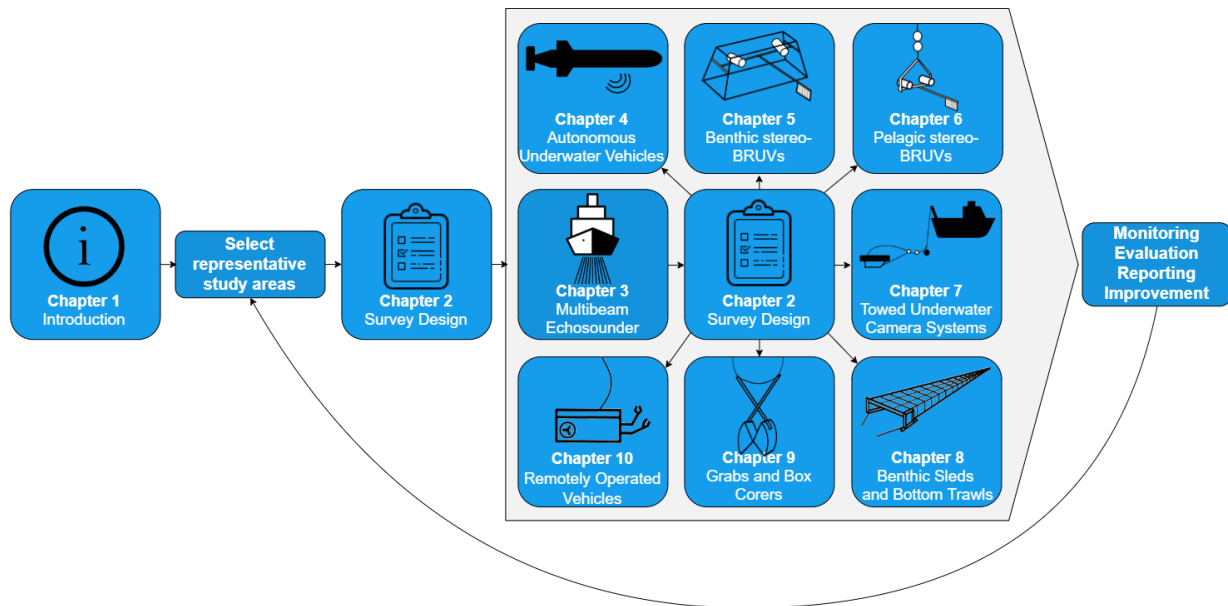 i
Chapter 1
Introduction
Select
representative
study areas
Chapter 2
Survey Design
Chapter 4
Autonomous
Underwater Vehicles
Chapter 5
Benthic stereo-
BRUVs
Chapter 6
Pelagic stereo-
BRUVs
Chapter 3
Multibeam
Echosounder
Chapter 2
Survey Design
Chapter 7
Towed Underwater
Camera Systems
Chapter 10
Remotely Operated
Vehicles
Chapter 9
Grabs and Box
Corers
Chapter 8
Benthic Sleds
and Bottom Trawls
Monitoring
Evaluation
Reporting
Improvement